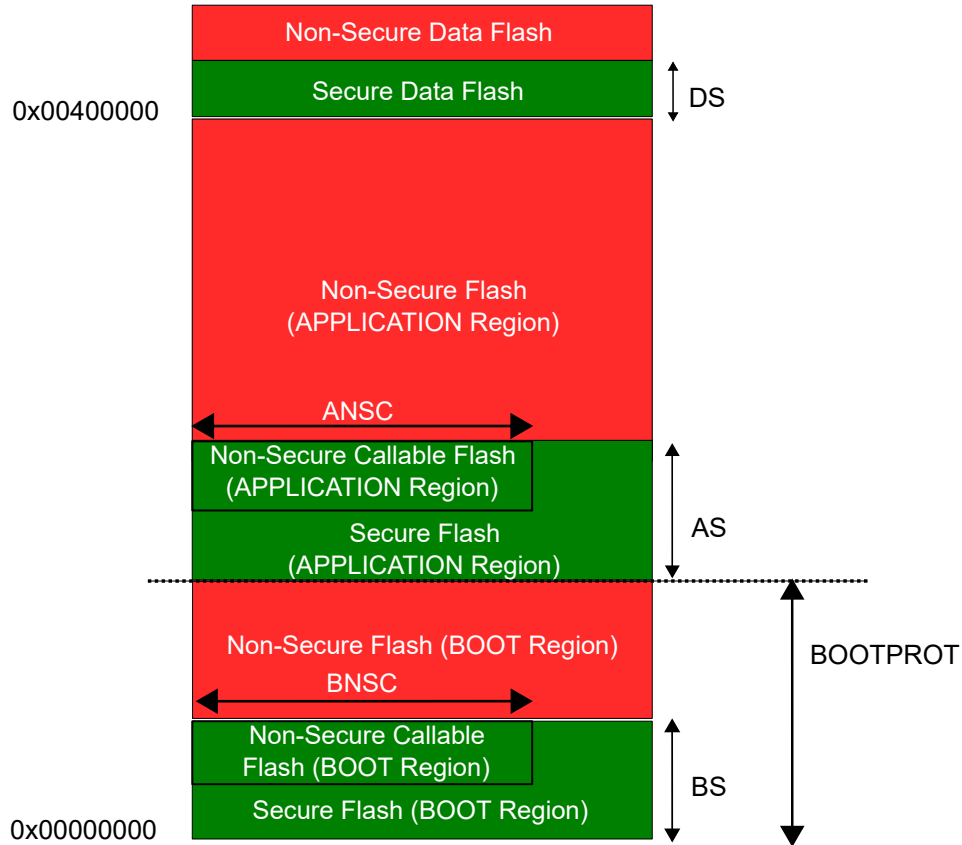 Non-Secure Data Flash
Secure Data Flash
DS
0x00400000
Non-Secure Flash
(APPLICATION Region)
ANSC
Non-Secure Callable Flash
(APPLICATION Region)
AS
Secure Flash
(APPLICATION Region)
Non-Secure Flash (BOOT Region)
BOOTPROT
BNSC
Non-Secure Callable
Flash (BOOT Region)
BS
Secure Flash (BOOT Region)
0x00000000